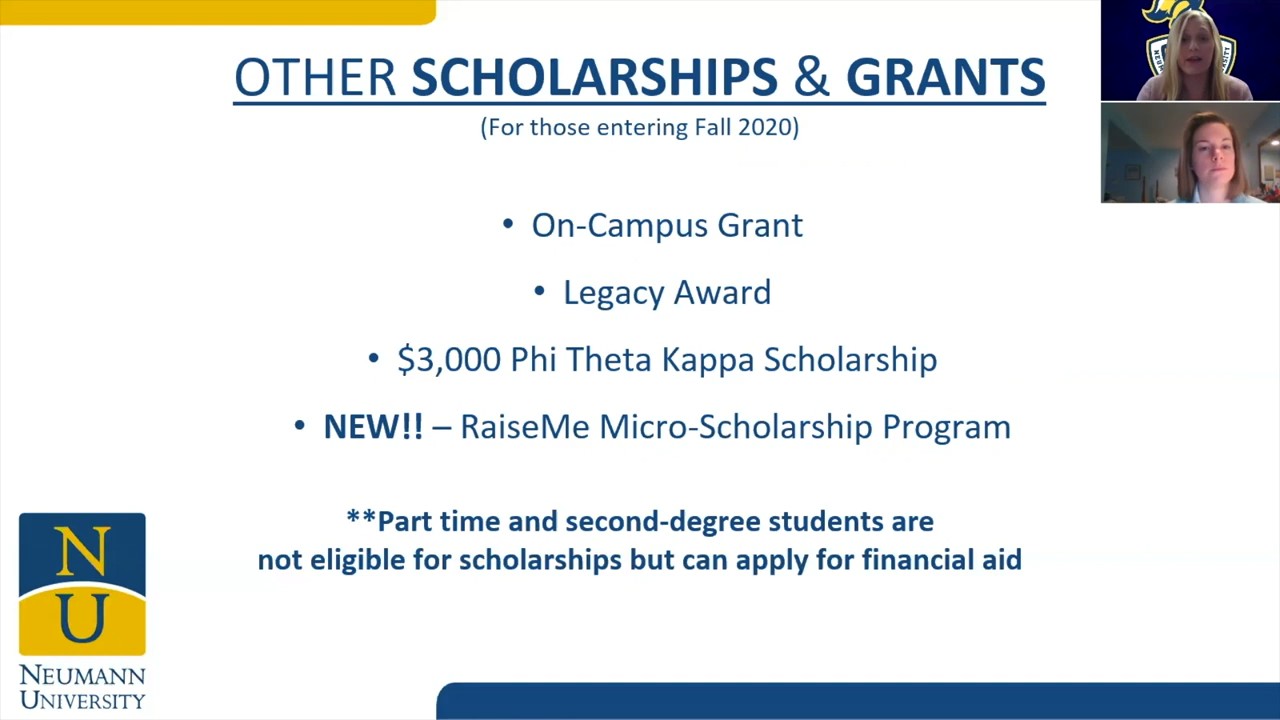 OTHER SCHOLARSHIPS & GRANTS
(For those entering Fall 2020)
• On-Campus Grant
• Legacy Award
• $3,000 Phi Theta Kappa Scholarship
• NEW!! – RaiseMe Micro-Scholarship Program
**Part time and second-degree students are
not eligible for scholarships but can apply for financial aid
N
U
NEUMANN
UNIVERSITY